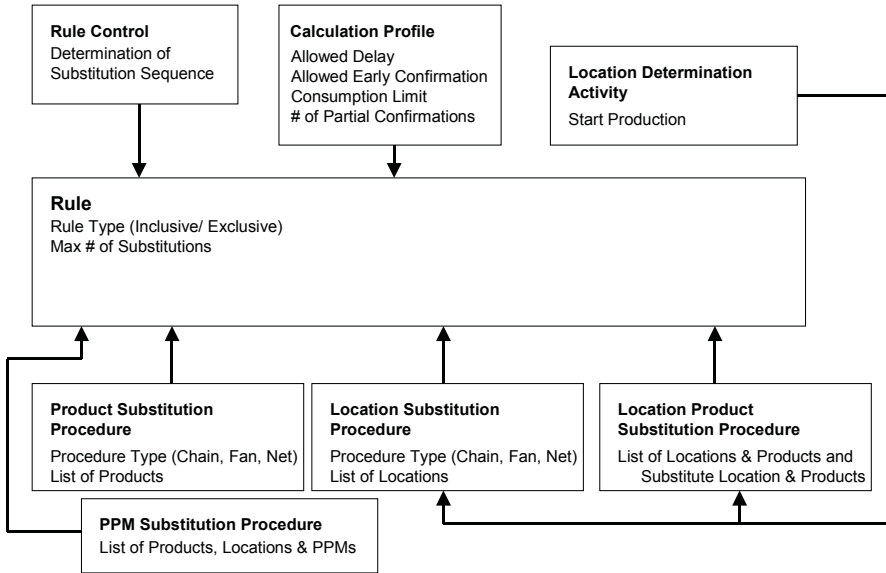 Rule Control
Determination of
Substitution Sequence
Calculation Profile
Allowed Delay
Allowed Early Confirmation
Consumption Limit
# of Partial Confirmations
Location Determination
Activity
Start Production
Rule
Rule Type (Inclusive/ Exclusive)
Max # of Substitutions
Product Substitution
Procedure
Procedure Type (Chain, Fan, Net)
List of Products
Location Substitution
Procedure
Procedure Type (Chain, Fan, Net)
List of Locations
Location Product
Substitution Procedure
List of Locations & Products and
Substitute Location & Products
PPM Substitution Procedure
List of Products, Locations & PPMs